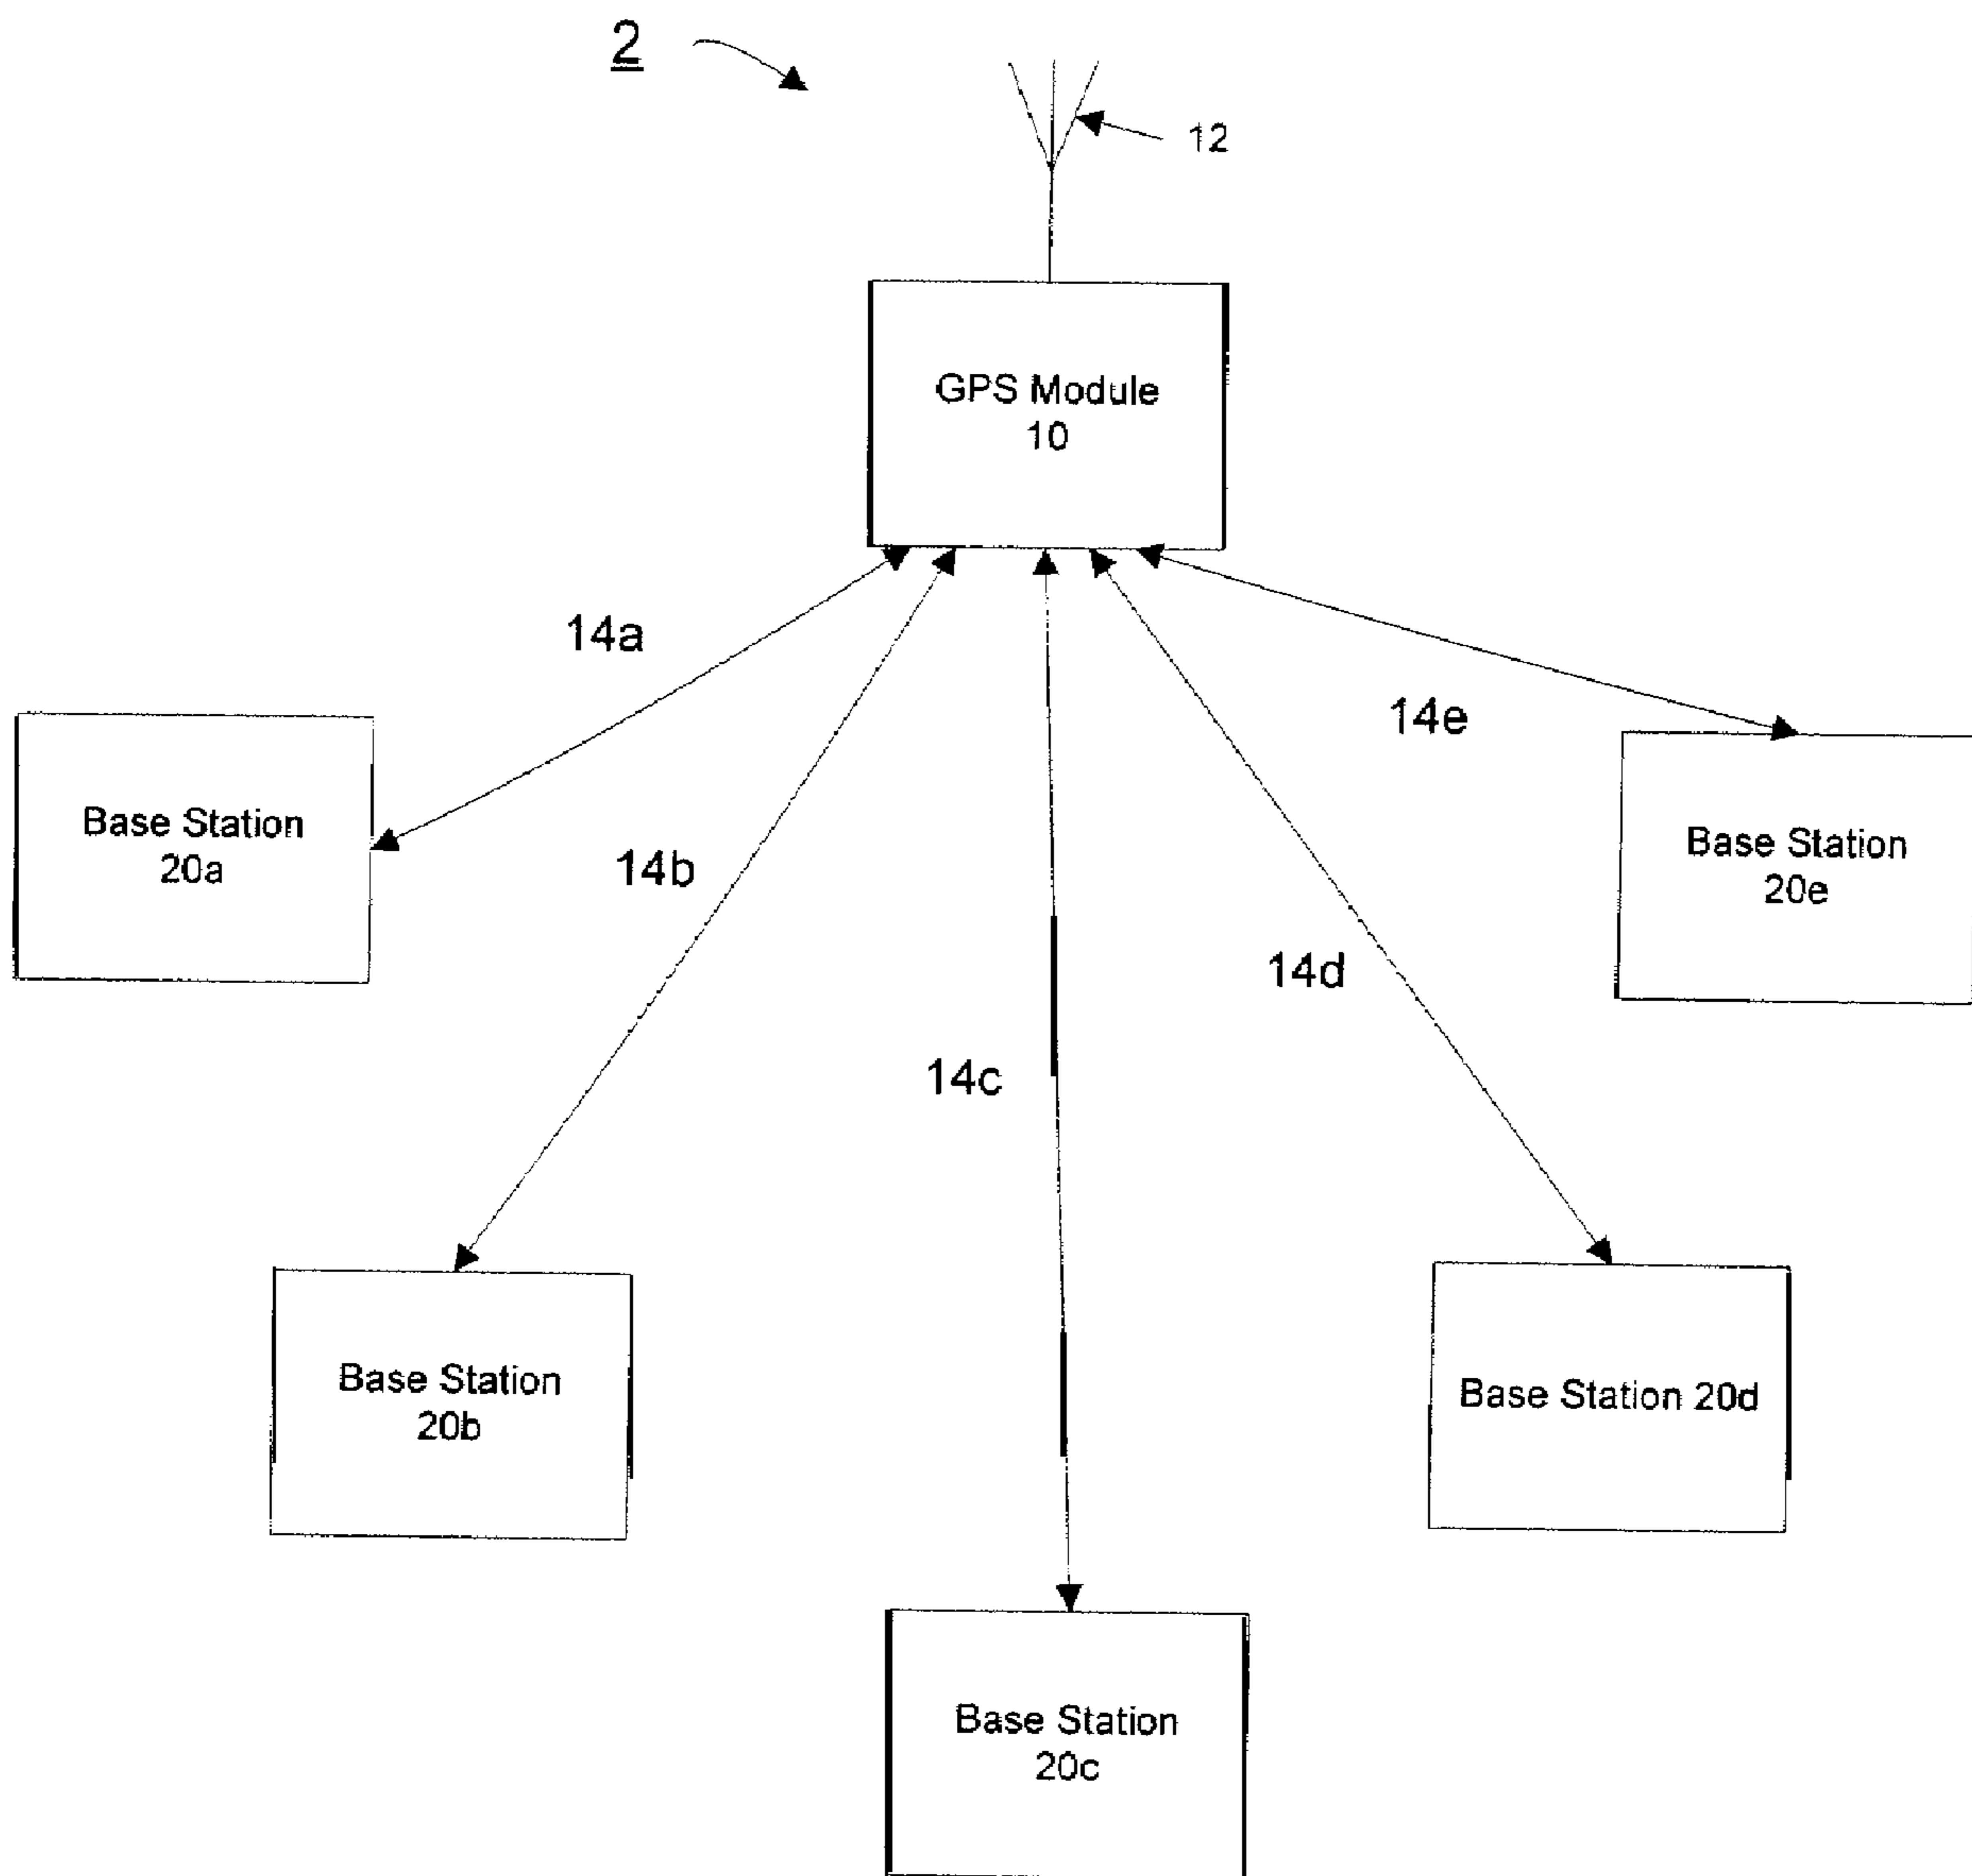 2
12
GPS Module
10
14a
14e
Base Station
20a
Base Station
20e
14b
14d
14c
Base Station
20b
Base Station 20d
Base Station
20c